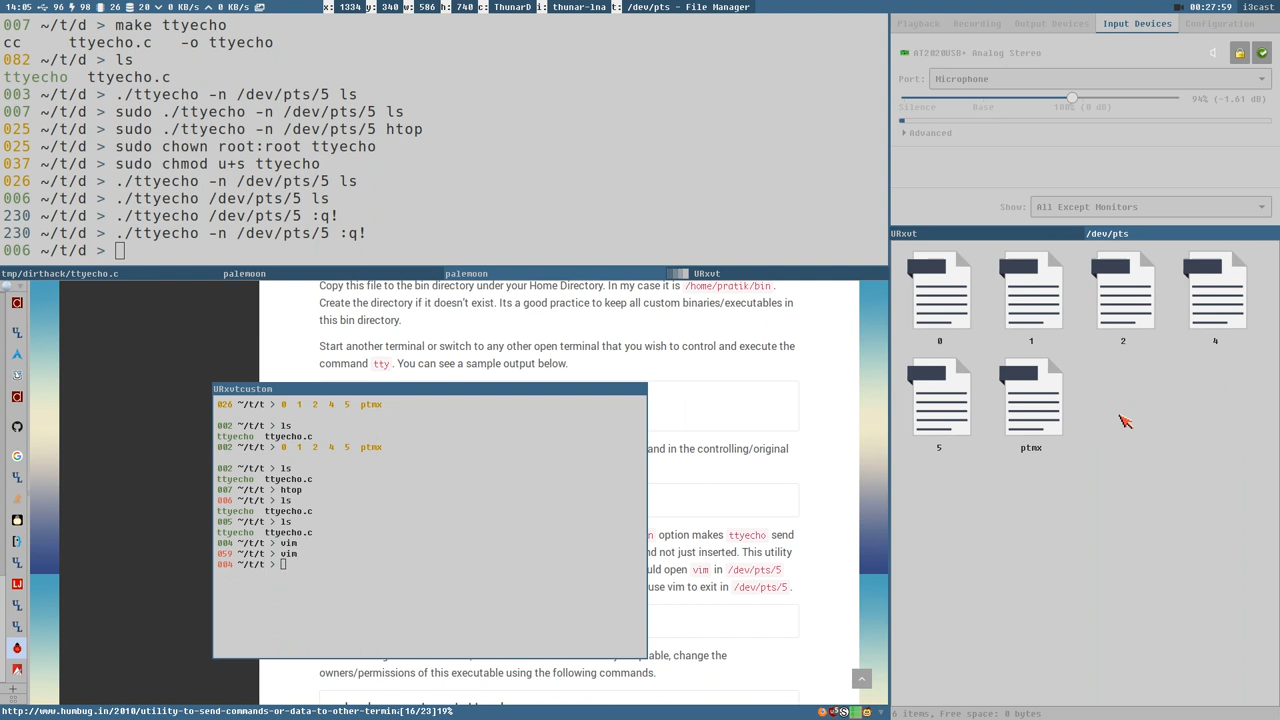 14:05 96 98 26 20 0 KB/s 0 KB/s x: 1334 y: 340 w: 586 h: 740 c: ThunarD i: thunar-lna t: /dev/pts - File Manager 00:27:59 i3cast
007 ~/t/d > make ttyecho
cc     ttyecho.c   -o ttyecho
082 ~/t/d > ls
ttyecho  ttyecho.c
003 ~/t/d > ./ttyecho -n /dev/pts/5 ls
007 ~/t/d > sudo ./ttyecho -n /dev/pts/5 ls
025 ~/t/d > sudo ./ttyecho -n /dev/pts/5 htop
025 ~/t/d > sudo chown root:root ttyecho
037 ~/t/d > sudo chmod u+s ttyecho
026 ~/t/d > ./ttyecho -n /dev/pts/5 ls
006 ~/t/d > ./ttyecho /dev/pts/5 ls
230 ~/t/d > ./ttyecho /dev/pts/5 :q!
230 ~/t/d > ./ttyecho -n /dev/pts/5 :q!
006 ~/t/d >
Playback Recording Output Devices Input Devices Configuration
AT2020USB+ Analog Stereo
Port: Microphone
94% (-1.61 dB)
Silence Base 100% (0 dB)
Advanced
Show: All Except Monitors
URxvt /dev/pts
0 1 2 4
5 ptmx
6 items, Free space: 0 bytes
tmp/dirthack/ttyecho.c palemoon palemoon URxvt
Copy this file to the bin directory under your Home Directory. In my case it is /home/pratik/bin.
Create the directory if it doesn't exist. Its a good practice to keep all custom binaries/executables in
this bin directory.
Start another terminal or switch to any other open terminal that you wish to control and execute the
command tty. You can see a sample output below.
URxvtcustom
026 ~/t/t > 0  1  2  4  5  ptmx
002 ~/t/t > ls
ttyecho  ttyecho.c
002 ~/t/t > 0  1  2  4  5  ptmx
002 ~/t/t > ls
ttyecho  ttyecho.c
007 ~/t/t > htop
006 ~/t/t > ls
ttyecho  ttyecho.c
005 ~/t/t > ls
ttyecho  ttyecho.c
004 ~/t/t > vim
059 ~/t/t > vim
004 ~/t/t >
and in the controlling/original
n option makes ttyecho send
nd not just inserted. This utility
uld open vim in /dev/pts/5
use vim to exit in /dev/pts/5.
able, change the
owners/permissions of this executable using the following commands.
http://www.humbug.in/2010/utility-to-send-commands-or-data-to-other-termin[16/23]19%